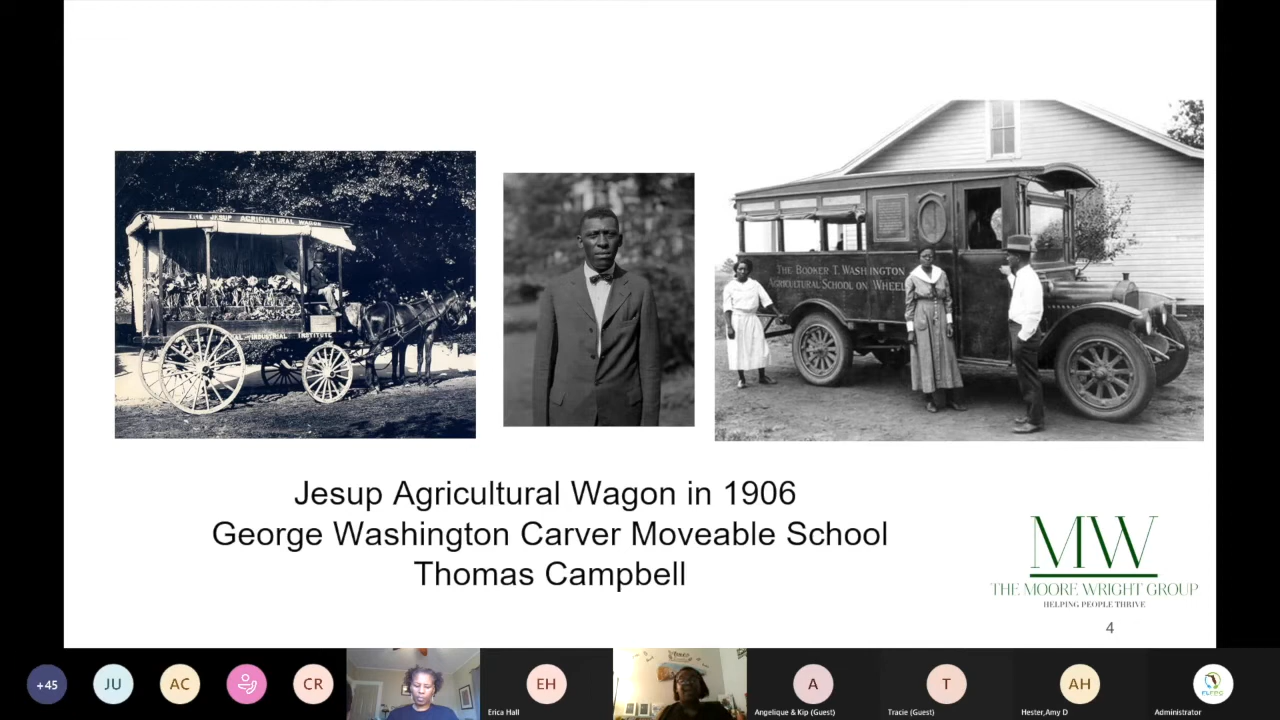 THE JESUP AGRICULTURAL WAGON
AL-INDUSTRIAL INSTITUTE
THE BOOKER T. WASHINGTON
AGRICULTURAL SCHOOL ON WHEEL
Jesup Agricultural Wagon in 1906
George Washington Carver Moveable School
Thomas Campbell
MW
THE MOORE WRIGHT GROUP
HELPING PEOPLE THRIVE
4
+45
JU
AC
CR
EH
Erica Hall
A
Angelique & Kip (Guest)
T
Tracie (Guest)
AH
Hester,Amy D
Administrator